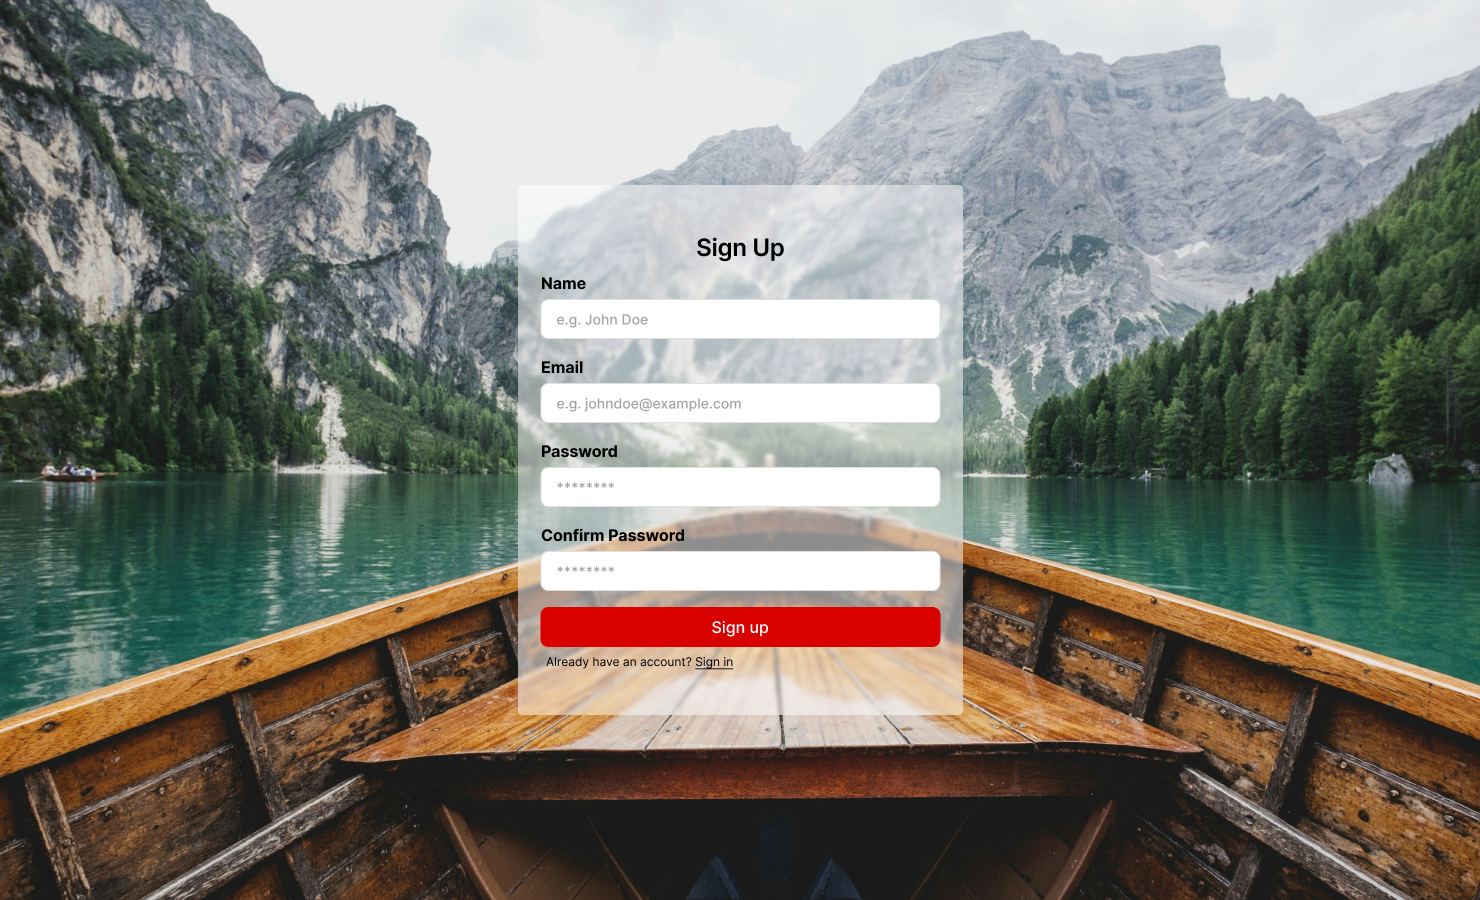 Sign Up
Name
e.g. John Doe
Email
e.g. johndoe@example.com
Password
********
Confirm Password
********
Sign up
Already have an account? Sign in